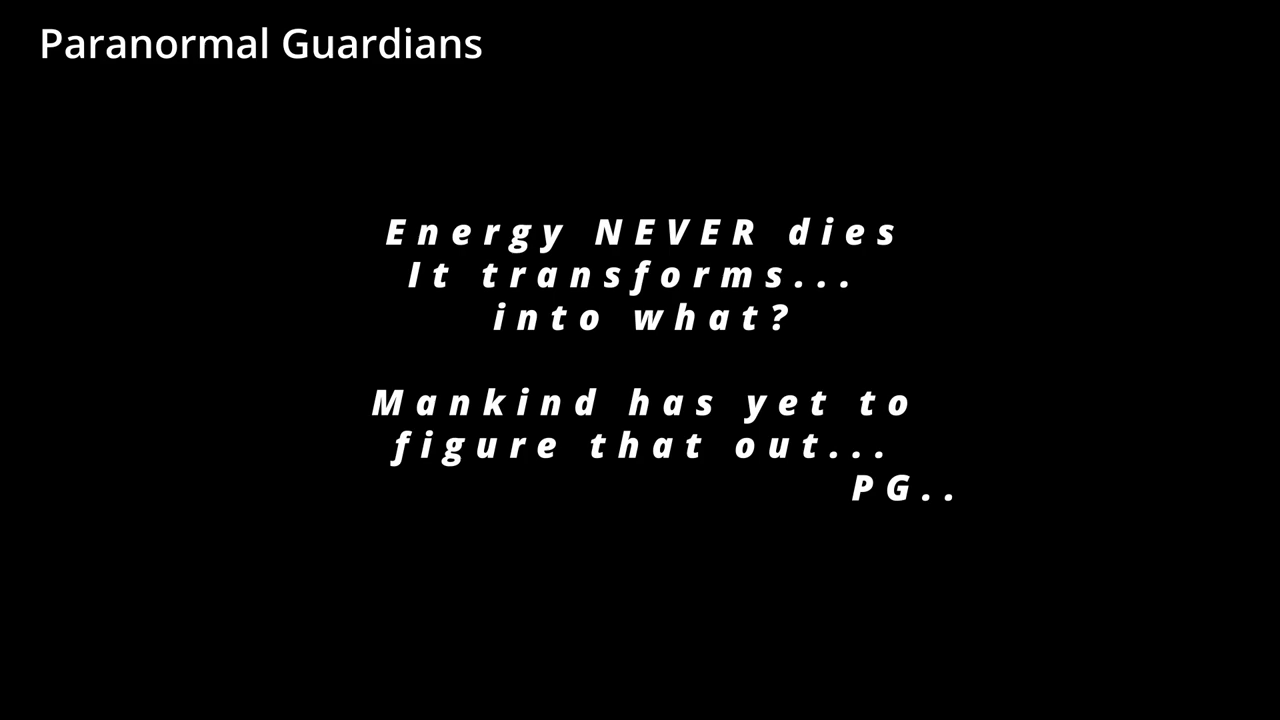 Paranormal Guardians
Energy NEVER dies
It transforms...
into what?
Mankind has yet to
figure that out...
PG..